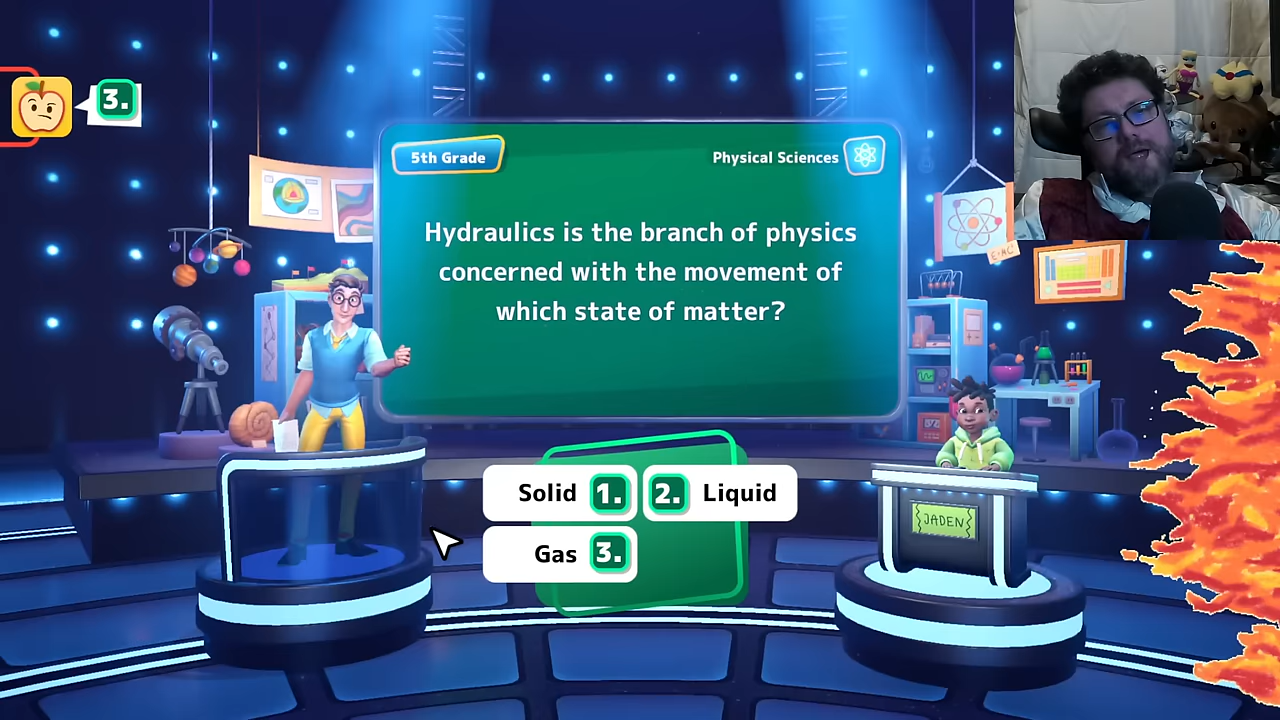 3.
5th Grade
Physical Sciences
Hydraulics is the branch of physics
concerned with the movement of
which state of matter?
Solid 1.
2. Liquid
Gas 3.
JADEN